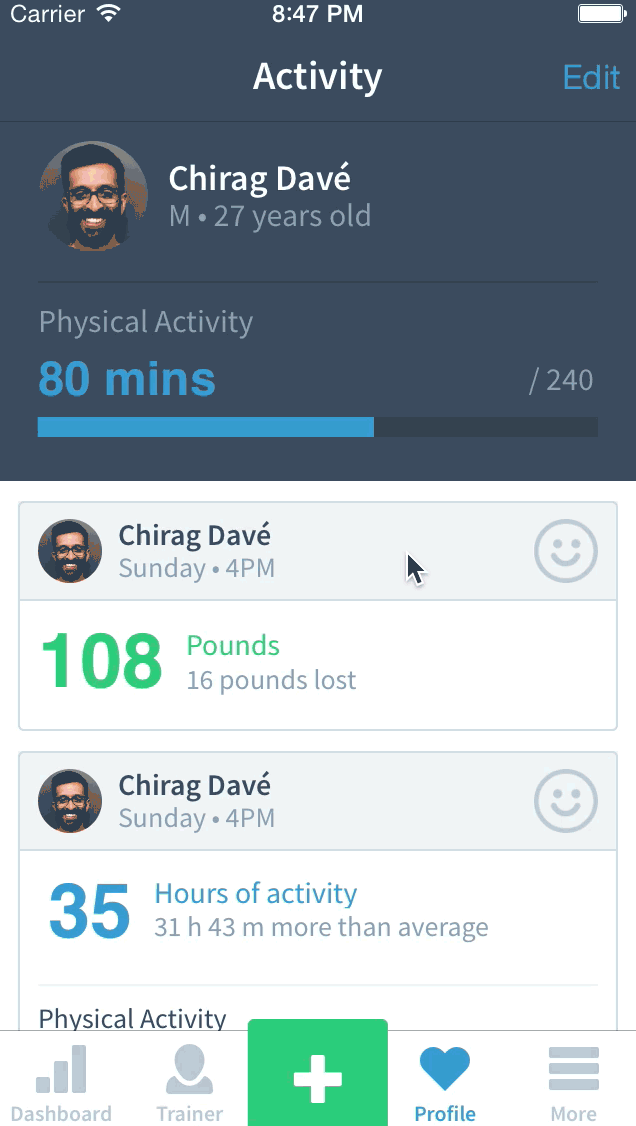 Carrier 8:47 PM
Activity Edit
Chirag Davé
M • 27 years old
Physical Activity
80 mins / 240
Chirag Davé
Sunday • 4PM
108 Pounds
16 pounds lost
Chirag Davé
Sunday • 4PM
35 Hours of activity
31 h 43 m more than average
Physical Activity
Dashboard Trainer Profile More